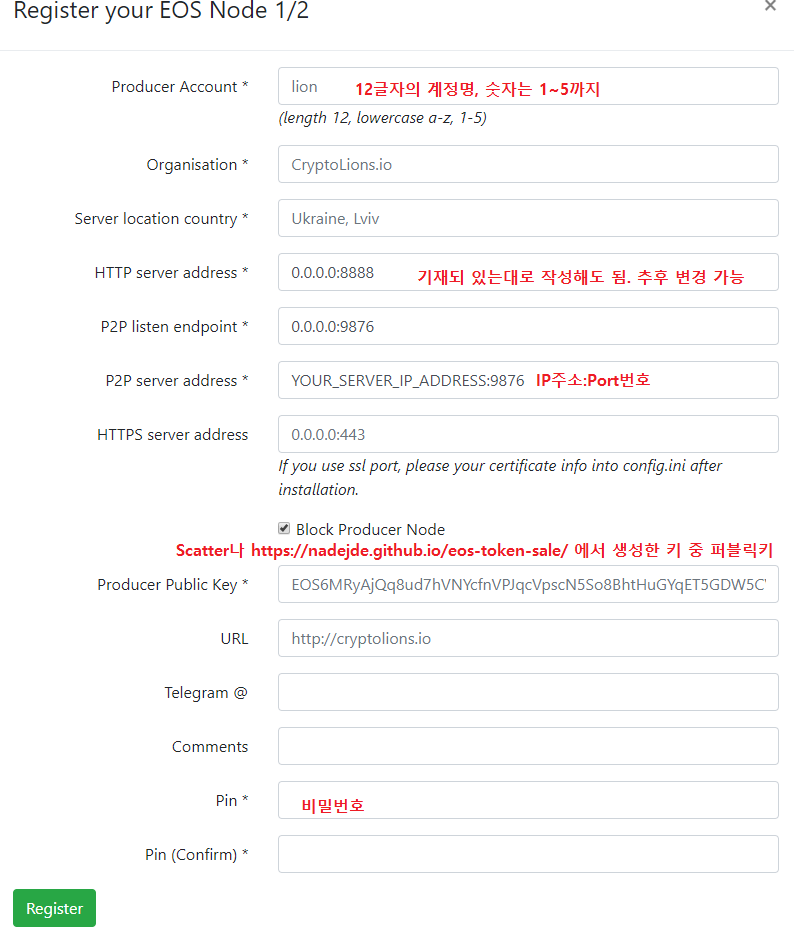 Register your EOS Node 1/2
×
Producer Account * lion 12글자의 계정명, 숫자는 1~5까지
(length 12, lowercase a-z, 1-5)
Organisation * CryptoLions.io
Server location country * Ukraine, Lviv
HTTP server address * 0.0.0.0:8888 기재되 있는대로 작성해도 됨. 추후 변경 가능
P2P listen endpoint * 0.0.0.0:9876
P2P server address * YOUR_SERVER_IP_ADDRESS:9876 IP주소:Port번호
HTTPS server address 0.0.0.0:443
If you use ssl port, please your certificate info into config.ini after
installation.
Block Producer Node
Scatter나 https://nadejde.github.io/eos-token-sale/ 에서 생성한 키 중 퍼블릭키
Producer Public Key * EOS6MRyAjQq8ud7hVNYcfnVPJqcVpscN5So8BhtHuGYqET5GDW5C
URL http://cryptolions.io
Telegram @
Comments
Pin * 비밀번호
Pin (Confirm) *
Register